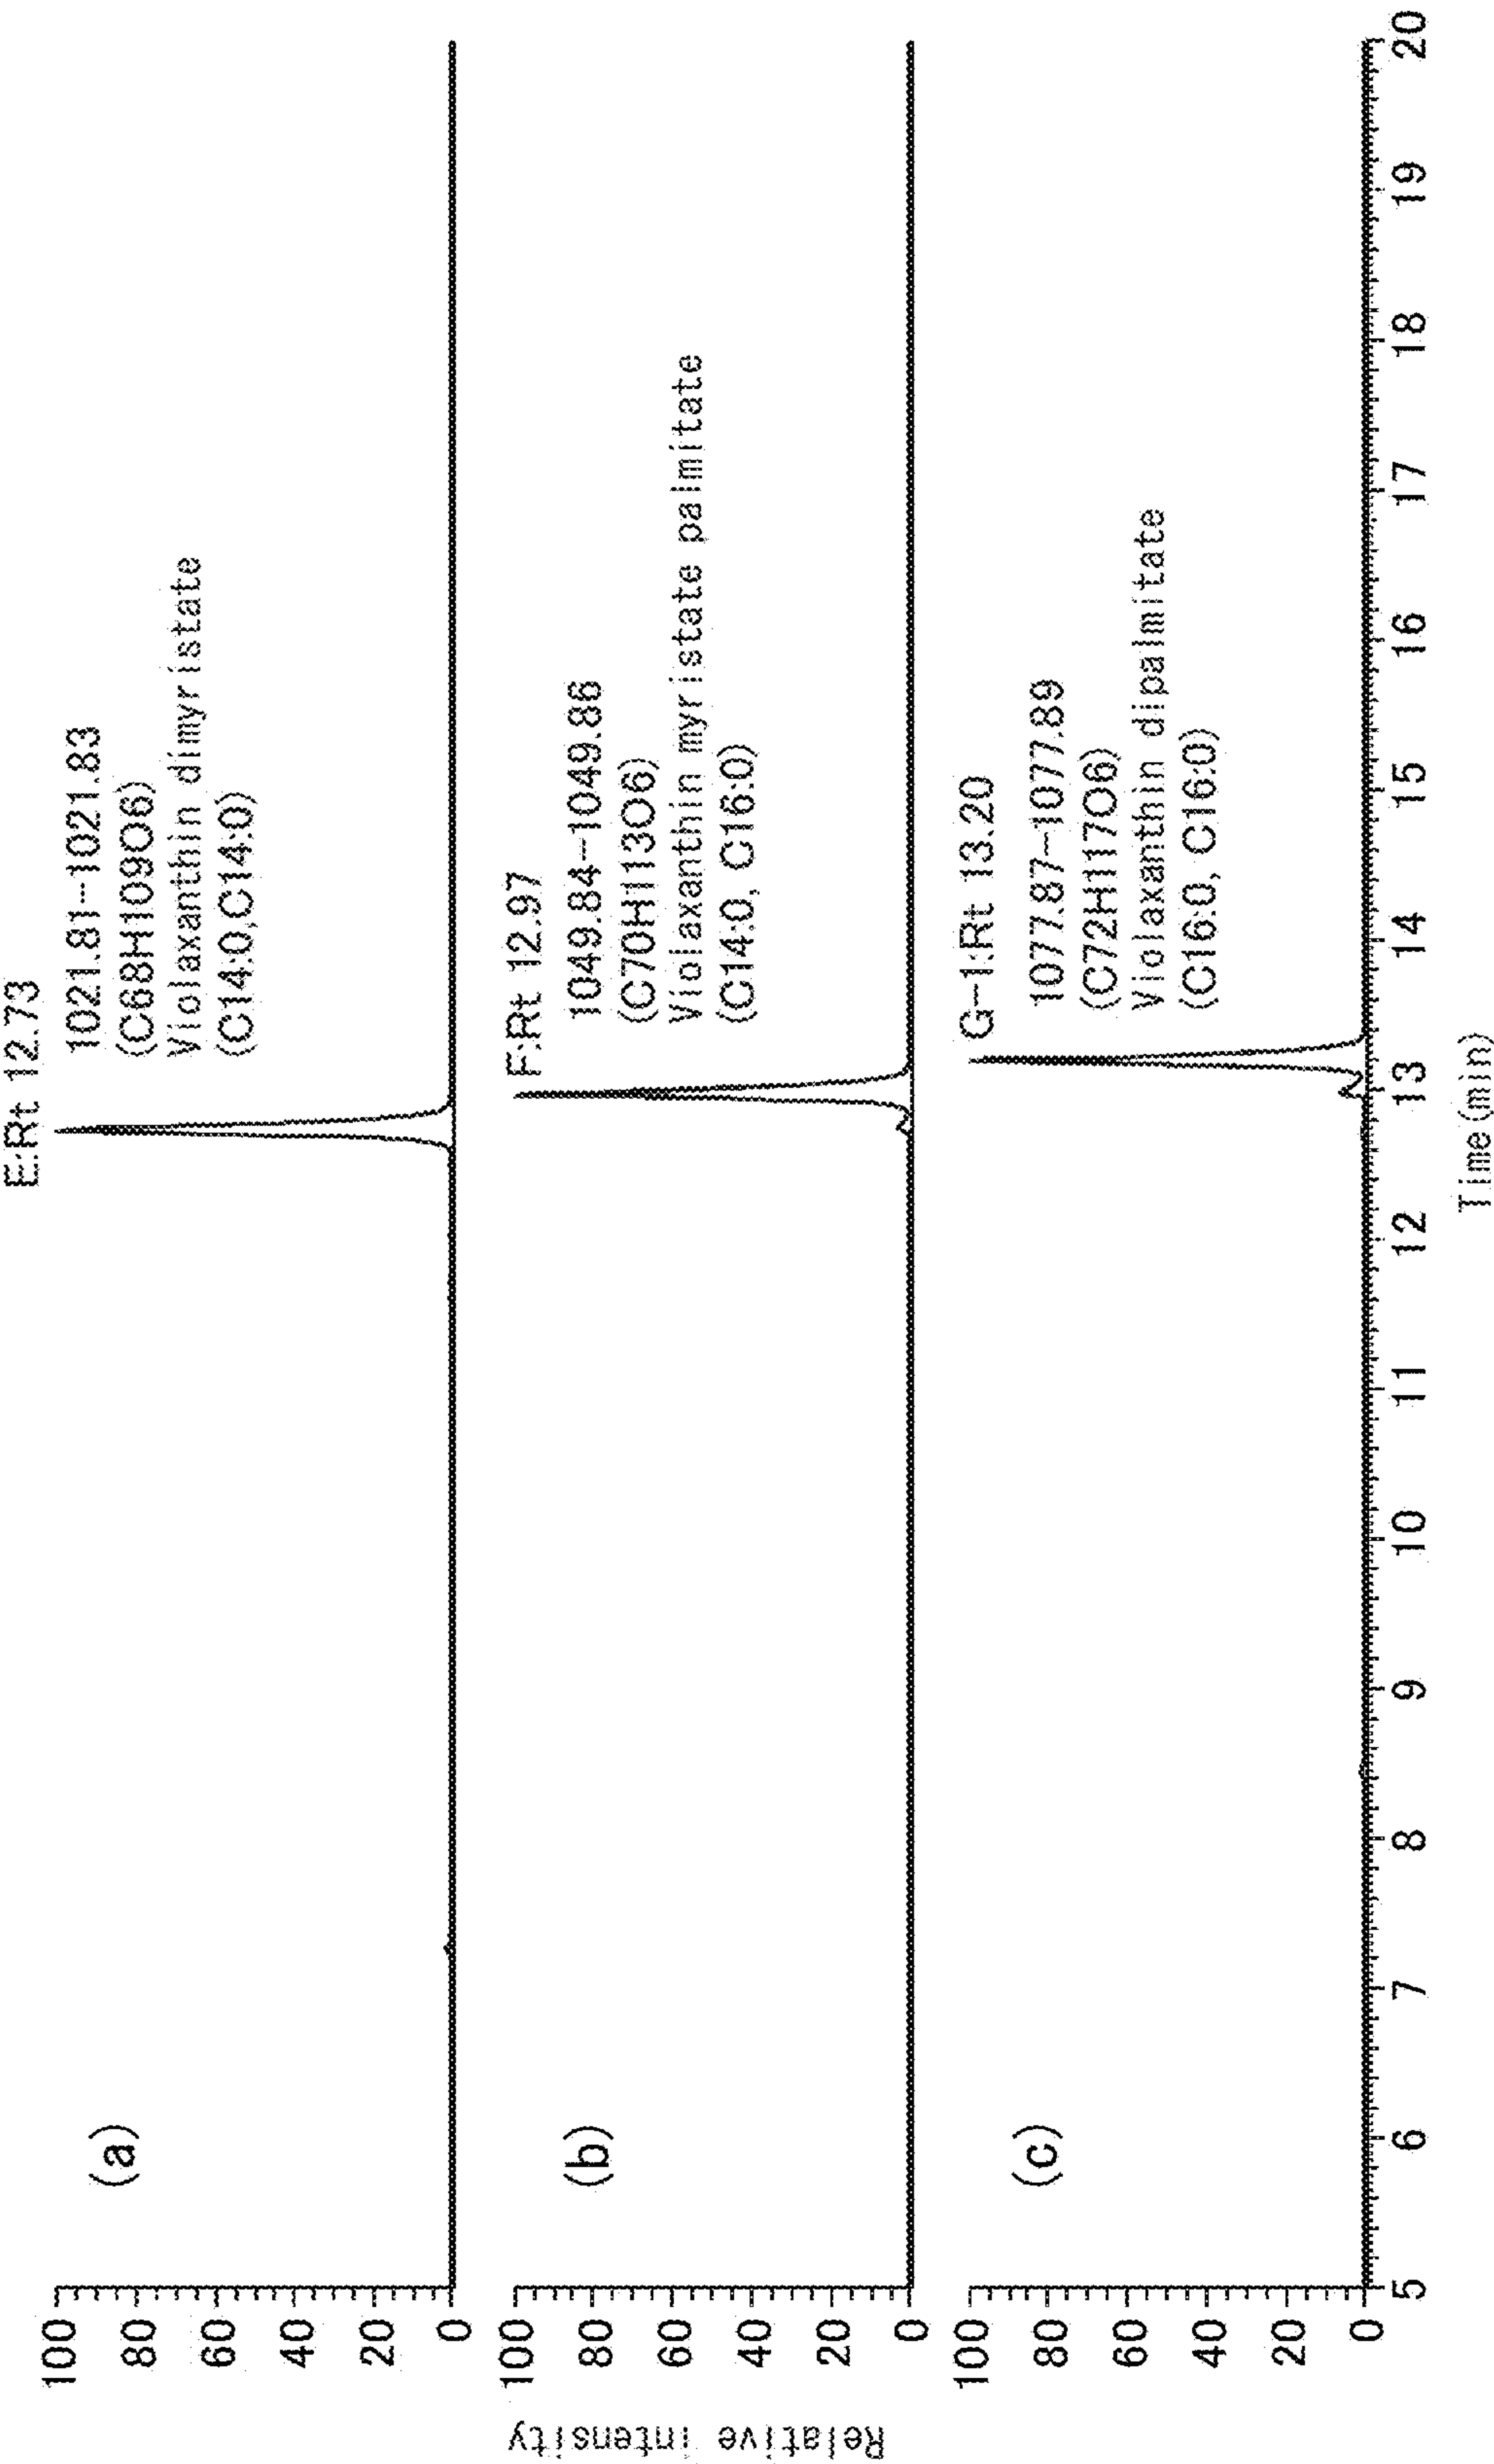 E:Rt 12.73
(a)
1021.81-1021.83
(C68H109O6)
Violaxanthin dimyristate
(C14:0,C14:0)
100
80
60
40
20
0
F:Rt 12.97
(b)
1049.84-1049.86
(C70H113O6)
Violaxanthin myristate palmitate
(C14:0, C16:0)
100
80
60
40
20
0
Relative intensity
G-1:Rt 13.20
(c)
1077.87-1077.89
(C72H117O6)
Violaxanthin dipalmitate
(C16:0, C16:0)
100
80
60
40
20
0
5 6 7 8 9 10 11 12 13 14 15 16 17 18 19 20
Time(min)